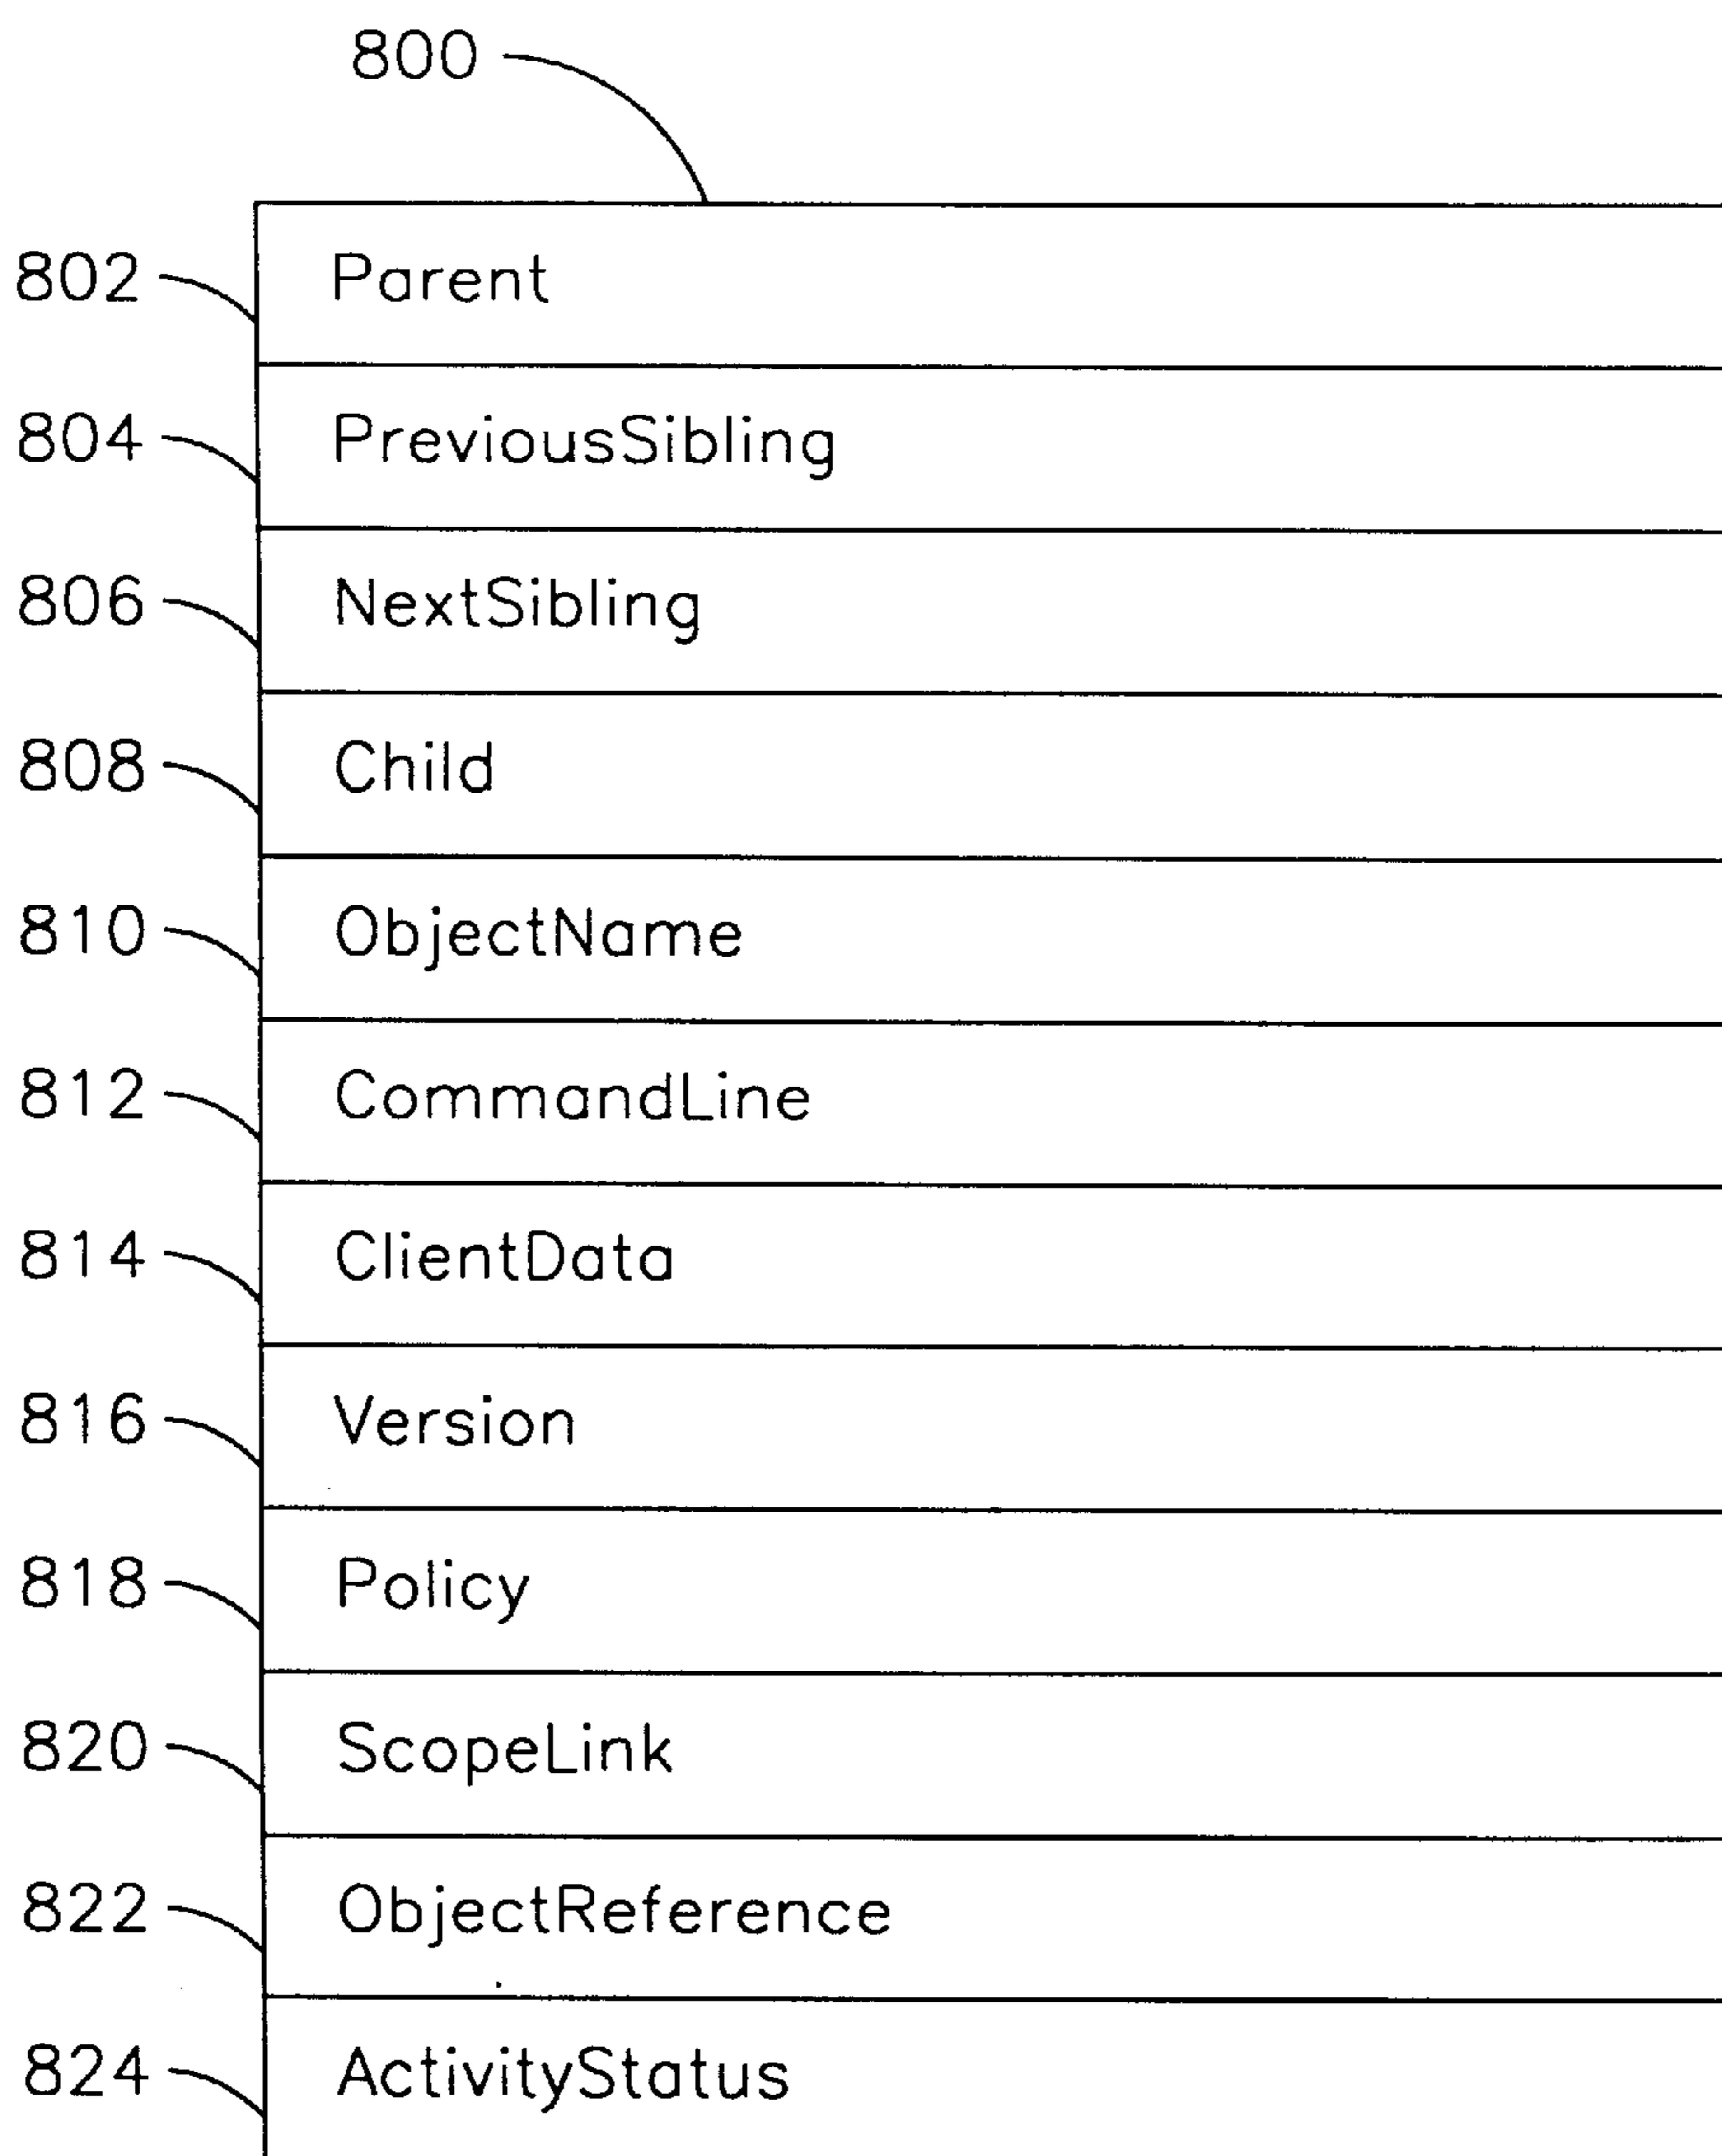 800
802 Parent
804 PreviousSibling
806 NextSibling
808 Child
810 ObjectName
812 CommandLine
814 ClientData
816 Version
818 Policy
820 ScopeLink
822 ObjectReference
824 ActivityStatus